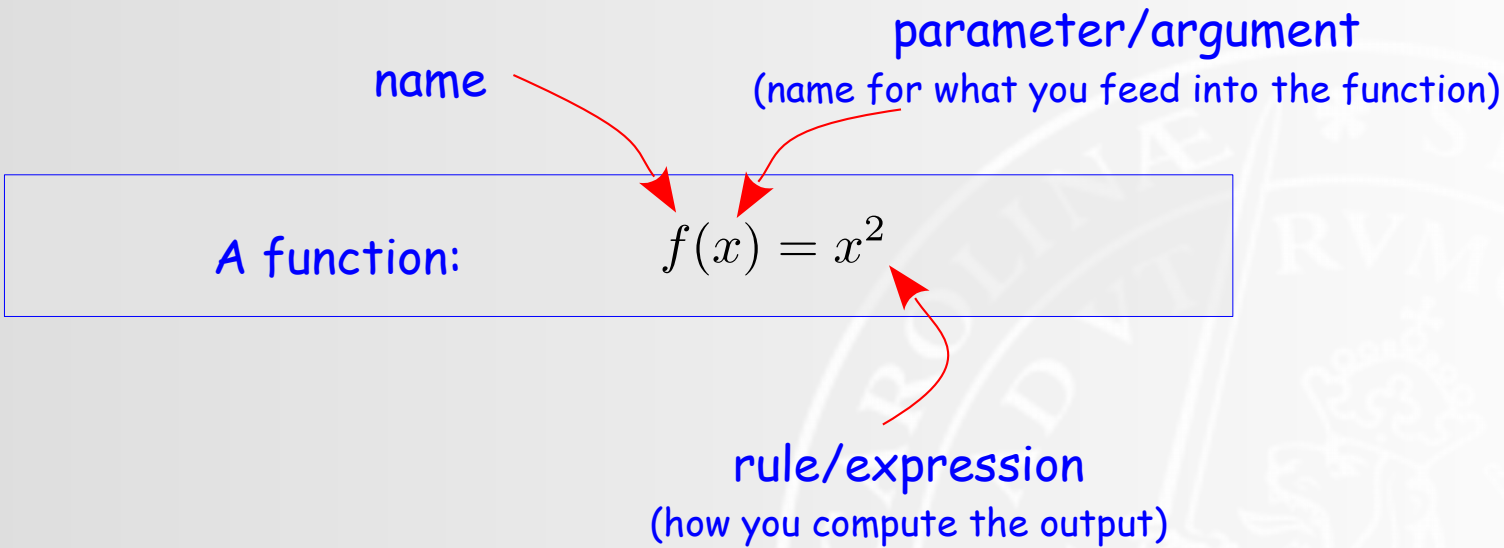 parameter/argument
name
(name for what you feed into the function)
A function: f(x) = x²
rule/expression
(how you compute the output)